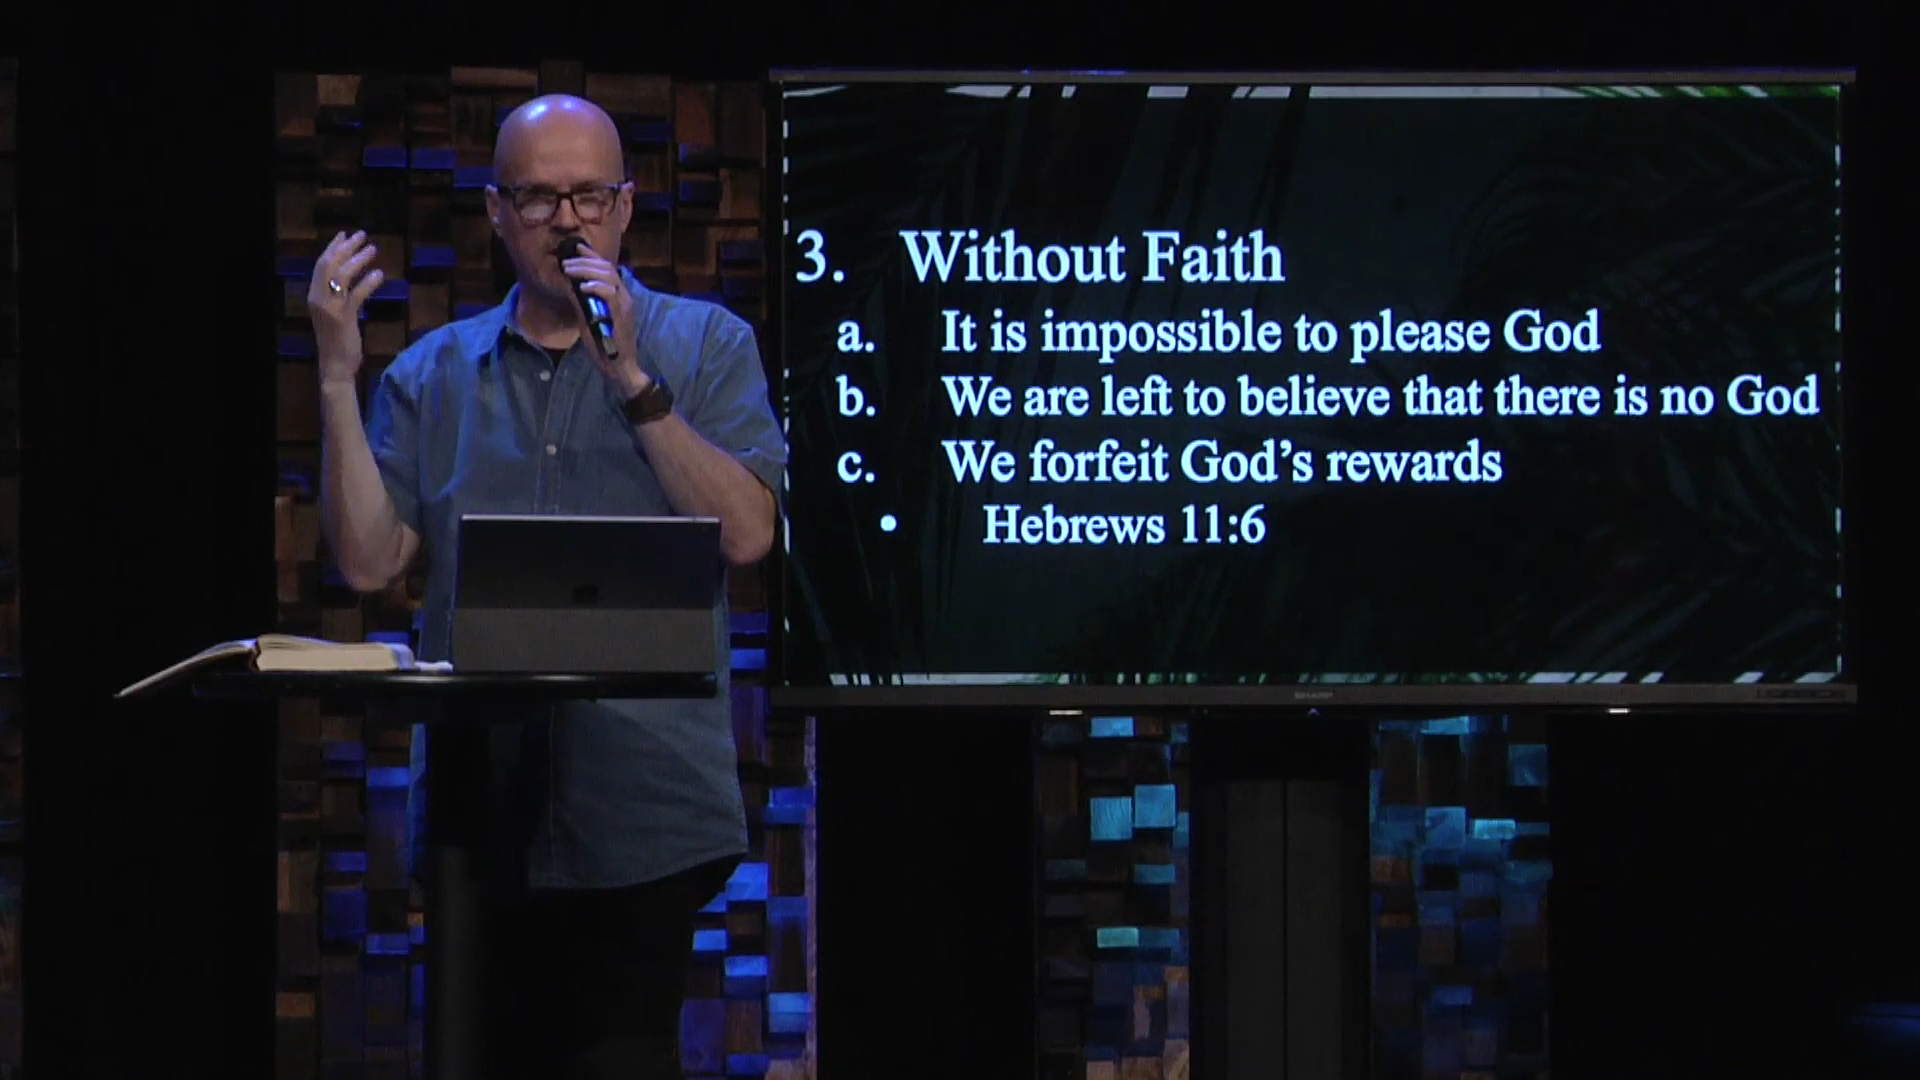 3. Without Faith
a. It is impossible to please God
b. We are left to believe that there is no God
c. We forfeit God’s rewards
• Hebrews 11:6
SHARP